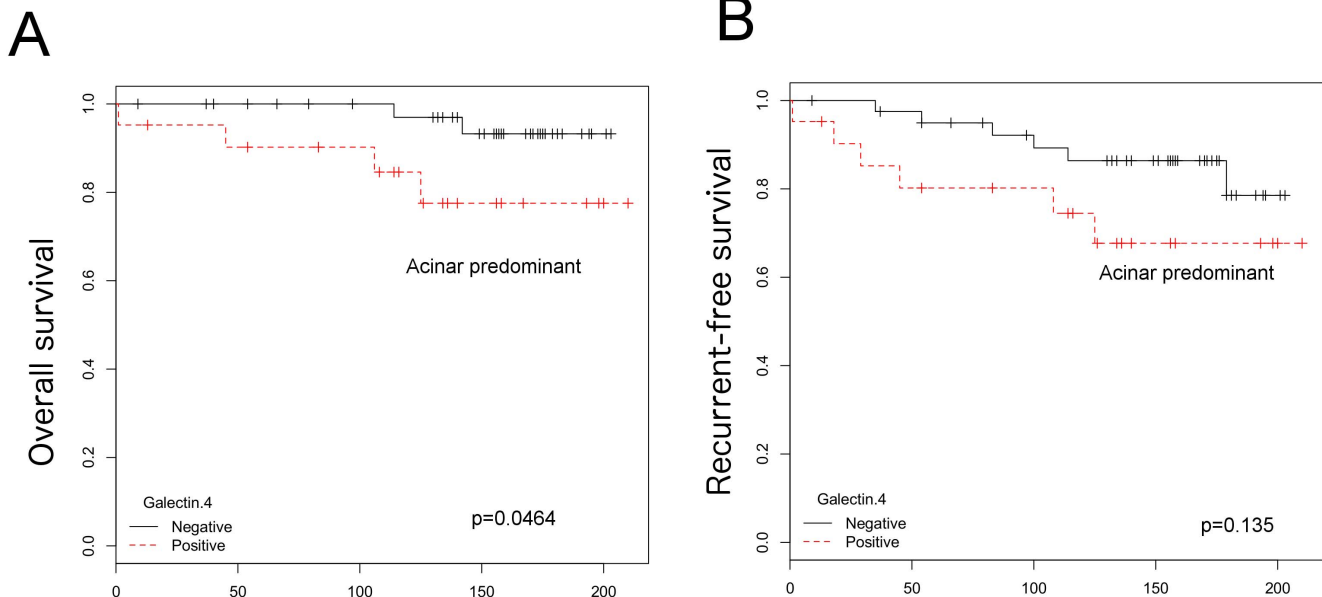 A
Overall survival
1.0
0.8
0.6
0.4
0.2
0.0
Acinar predominant
Galectin.4
Negative
Positive
p=0.0464
0 50 100 150 200
B
Recurrent-free survival
1.0
0.8
0.6
0.4
0.2
0.0
Acinar predominant
Galectin.4
Negative
Positive
p=0.135
0 50 100 150 200